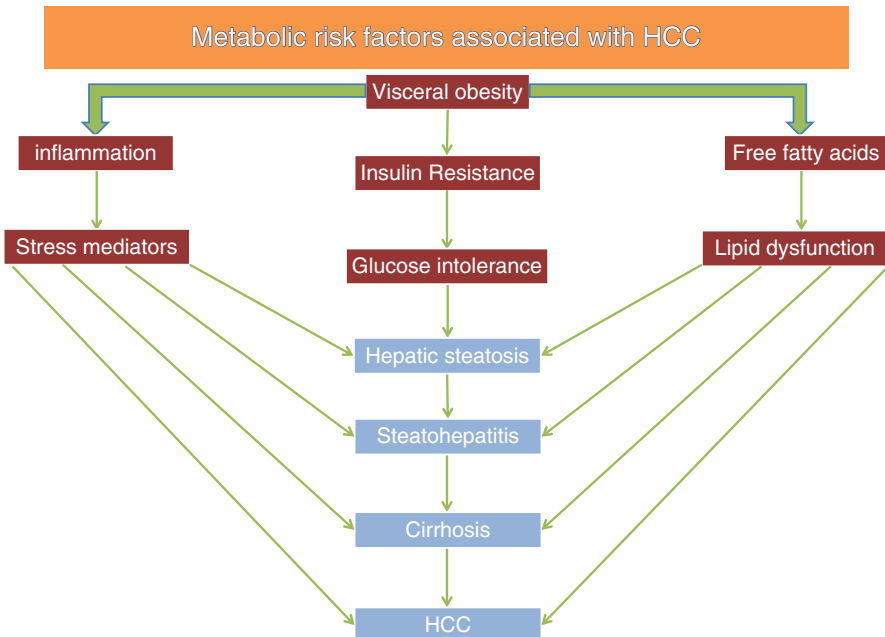 Metabolic risk factors associated with HCC
Visceral obesity
inflammation
Insulin Resistance
Free fatty acids
Stress mediators
Glucose intolerance
Lipid dysfunction
Hepatic steatosis
Steatohepatitis
Cirrhosis
HCC